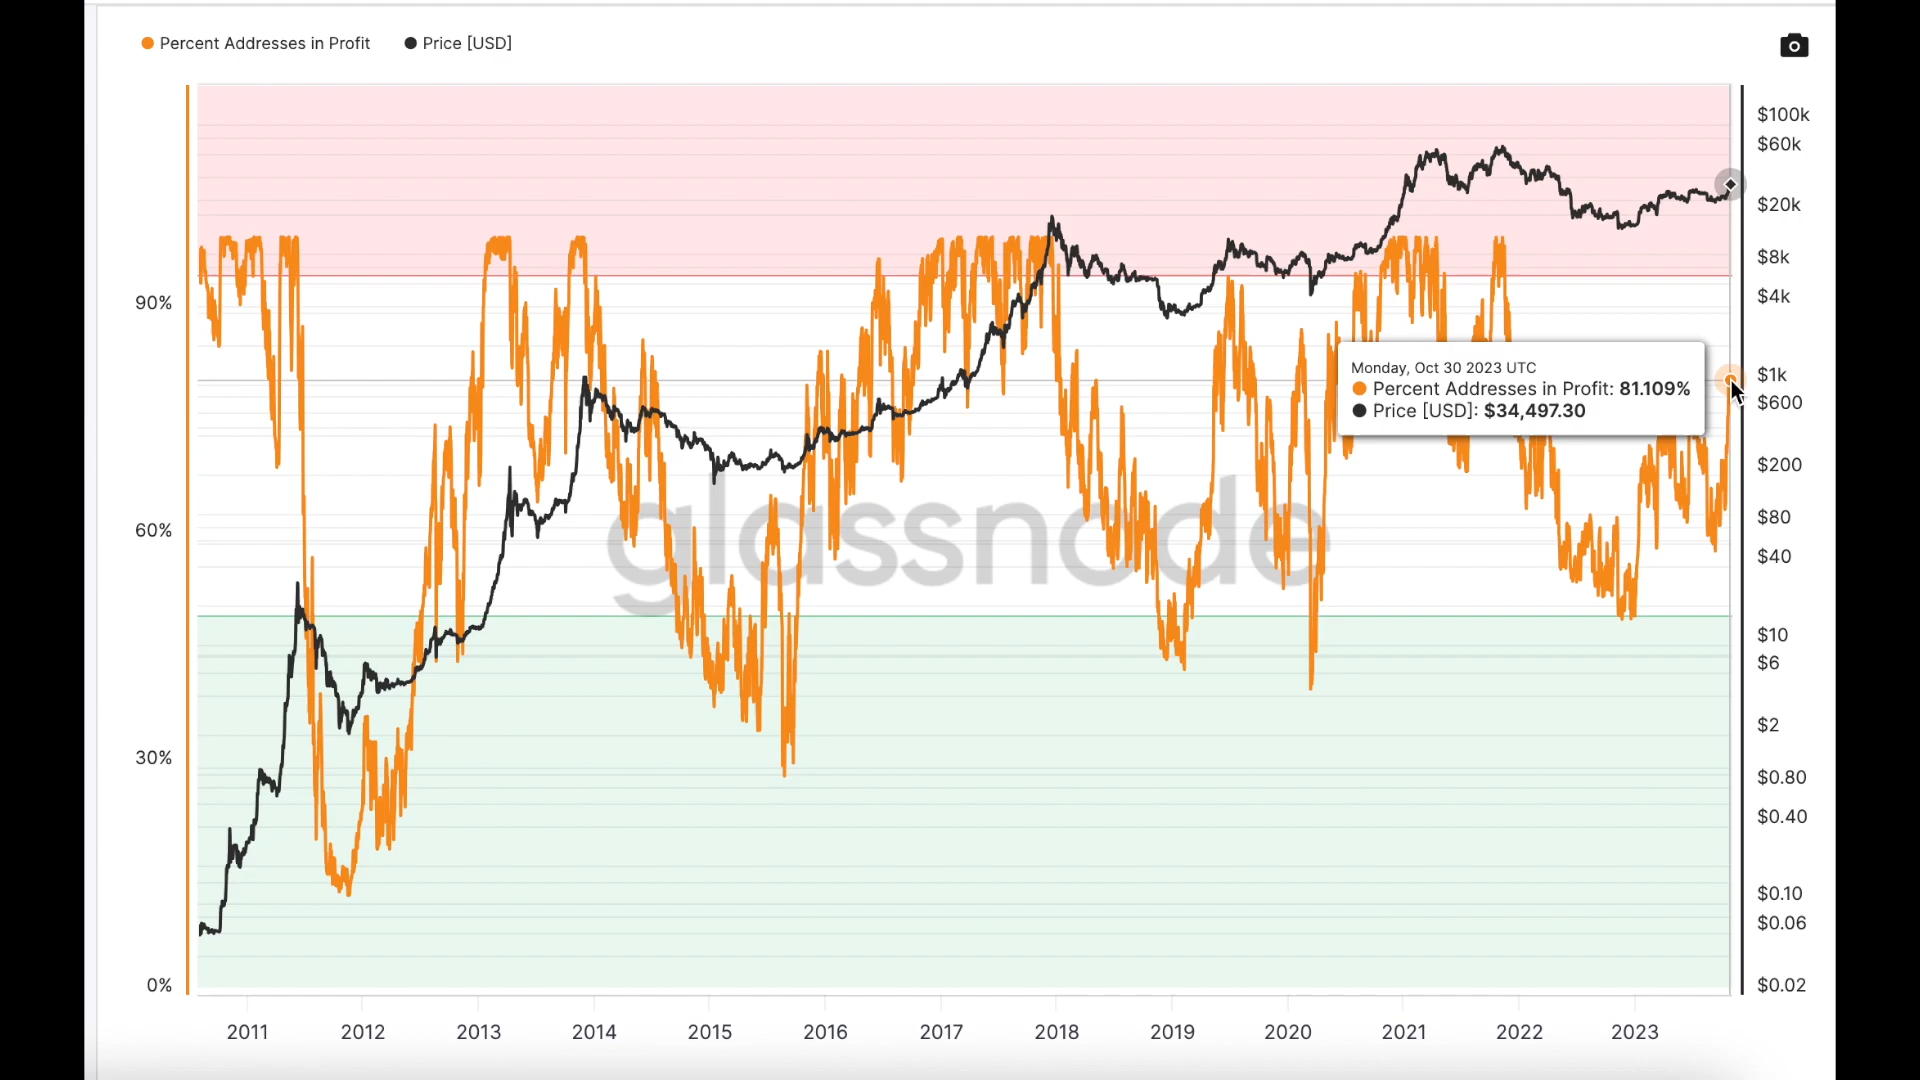 Percent Addresses in Profit Price [USD]
$100k
$60k
$20k
$8k
90%
$4k
Monday, Oct 30 2023 UTC
$1k
Percent Addresses in Profit: 81.109%
$600
Price [USD]: $34,497.30
$200
glassnode
$80
60%
$40
$10
$6
$2
30%
$0.80
$0.40
$0.10
$0.06
0%
$0.02
2011 2012 2013 2014 2015 2016 2017 2018 2019 2020 2021 2022 2023